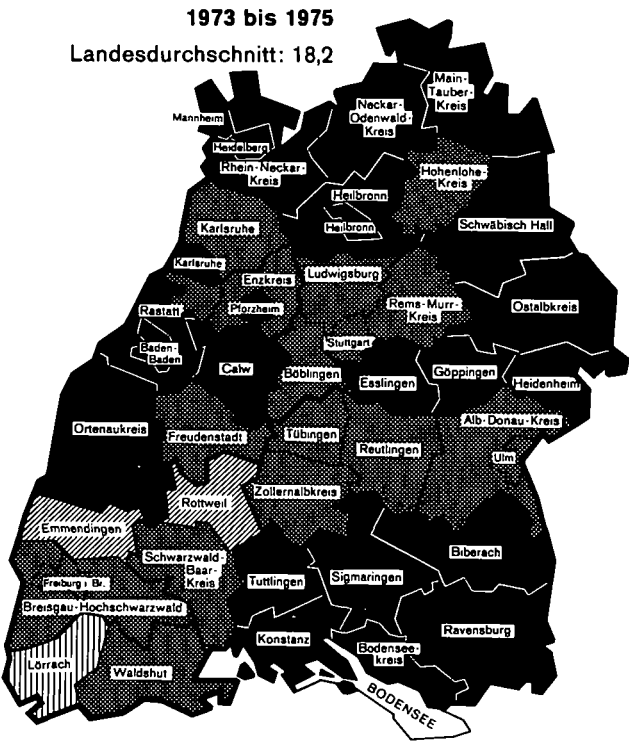 1973 bis 1975
Landesdurchschnitt: 18,2
Main-
Tauber-
Kreis
Neckar-
Odenwald-
Kreis
Mannheim
Heidelberg
Rhein-Neckar-
Kreis
Hohenlohe-
Kreis
Heilbronn
Heilbronn
Schwäbisch Hall
Karlsruhe
Karlsruhe
Enzkreis
Ludwigsburg
Rems-Murr-
Kreis
Ostalbkreis
Rastatt
Pforzheim
Stuttgart
Baden-
Baden
Calw
Böblingen
Esslingen
Göppingen
Heidenheim
Ortenaukreis
Freudenstadt
Tübingen
Reutlingen
Alb-Donau-Kreis
Ulm
Rottweil
Zollernalbkreis
Emmendingen
Schwarzwald-
Baar-
Kreis
Biberach
Freiburg i. Br.
Tuttlingen
Sigmaringen
Breisgau-Hochschwarzwald
Konstanz
Bodensee-
kreis
Ravensburg
Lörrach
Waldshut
BODENSEE